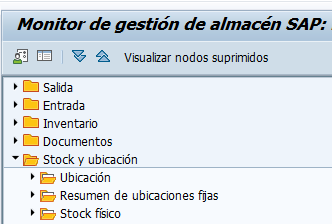 Monitor de gestión de almacén SAP:
Visualizar nodos suprimidos
Salida
Entrada
Inventario
Documentos
Stock y ubicación
Ubicación
Resumen de ubicaciones fijas
Stock físico